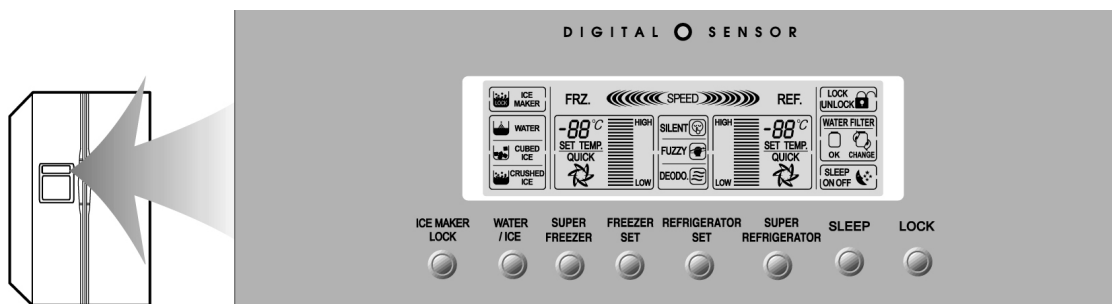 DIGITAL SENSOR
LOCK
ICE
MAKER
FRZ.
SPEED
REF.
LOCK
UNLOCK
WATER
CUBED
ICE
CRUSHED
ICE
-88°C
SET TEMP.
QUICK
HIGH
LOW
SILENT
FUZZY
DEODO.
HIGH
LOW
-88°C
SET TEMP.
QUICK
WATER FILTER
OK CHANGE
SLEEP
ON OFF
ICE MAKER
LOCK
WATER
/ ICE
SUPER
FREEZER
FREEZER
SET
REFRIGERATOR
SET
SUPER
REFRIGERATOR
SLEEP
LOCK